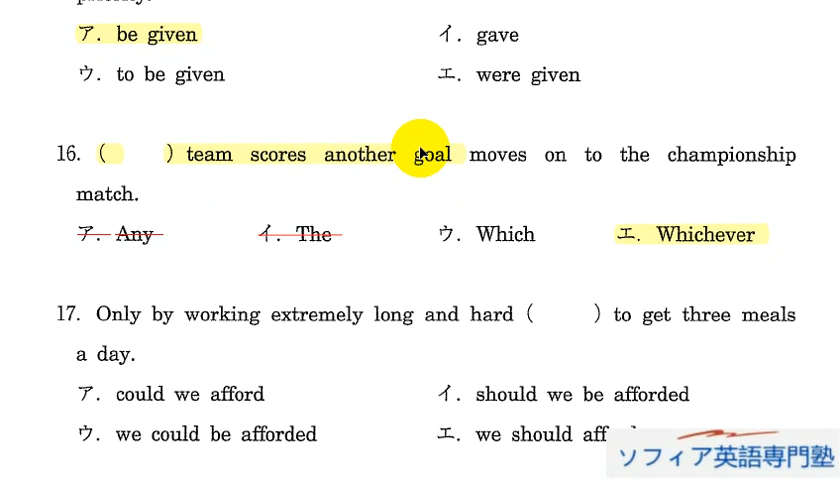 ア. be given イ. gave
ウ. to be given エ. were given
16. ( ) team scores another goal moves on to the championship
match.
ア. Any イ. The ウ. Which エ. Whichever
17. Only by working extremely long and hard ( ) to get three meals
a day.
ア. could we afford イ. should we be afforded
ウ. we could be afforded エ. we should
ソフィア英語専門塾